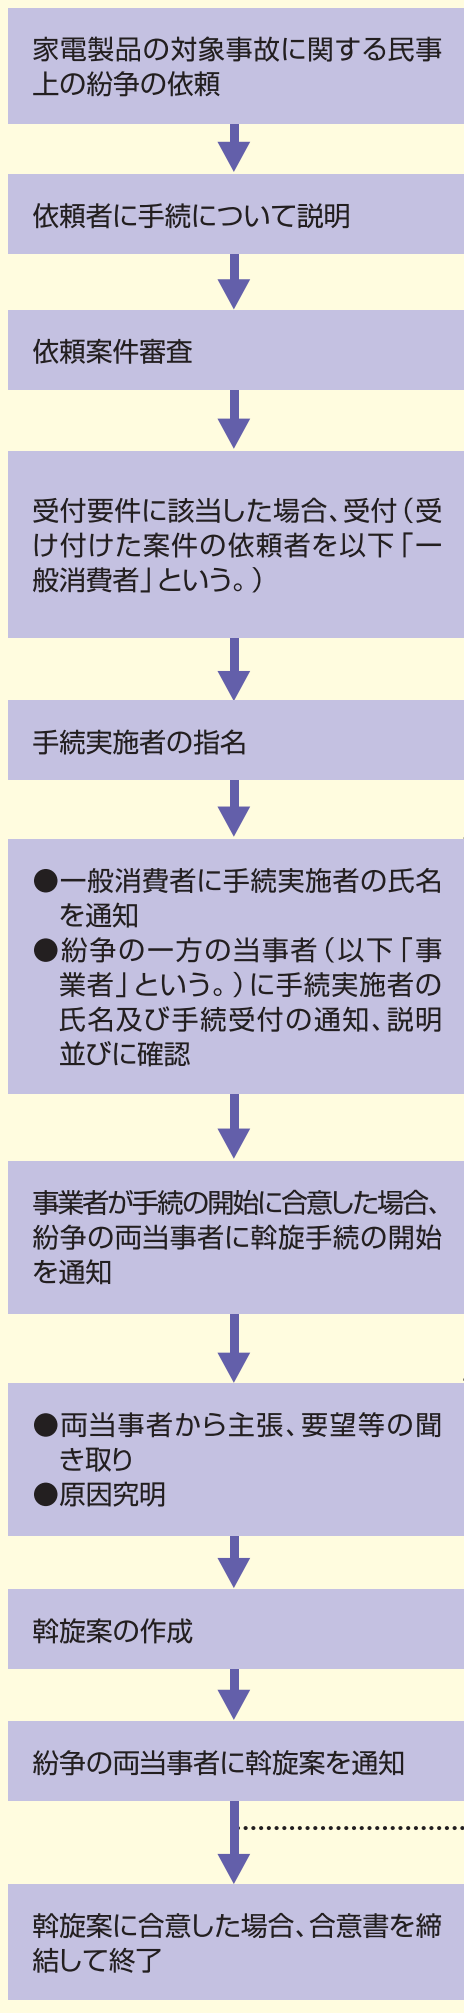 家電製品の対象事故に関する民事
上の紛争の依頼
依頼者に手続について説明
依頼案件審査
受付要件に該当した場合、受付（受
け付けた案件の依頼者を以下「一
般消費者」という。）
手続実施者の指名
●一般消費者に手続実施者の氏名
を通知
●紛争の一方の当事者（以下「事
業者」という。）に手続実施者の
氏名及び手続受付の通知、説明
並びに確認
事業者が手続の開始に合意した場合、
紛争の両当事者に斡旋手続の開始
を通知
●両当事者から主張、要望等の聞
き取り
●原因究明
斡旋案の作成
紛争の両当事者に斡旋案を通知
斡旋案に合意した場合、合意書を締
結して終了